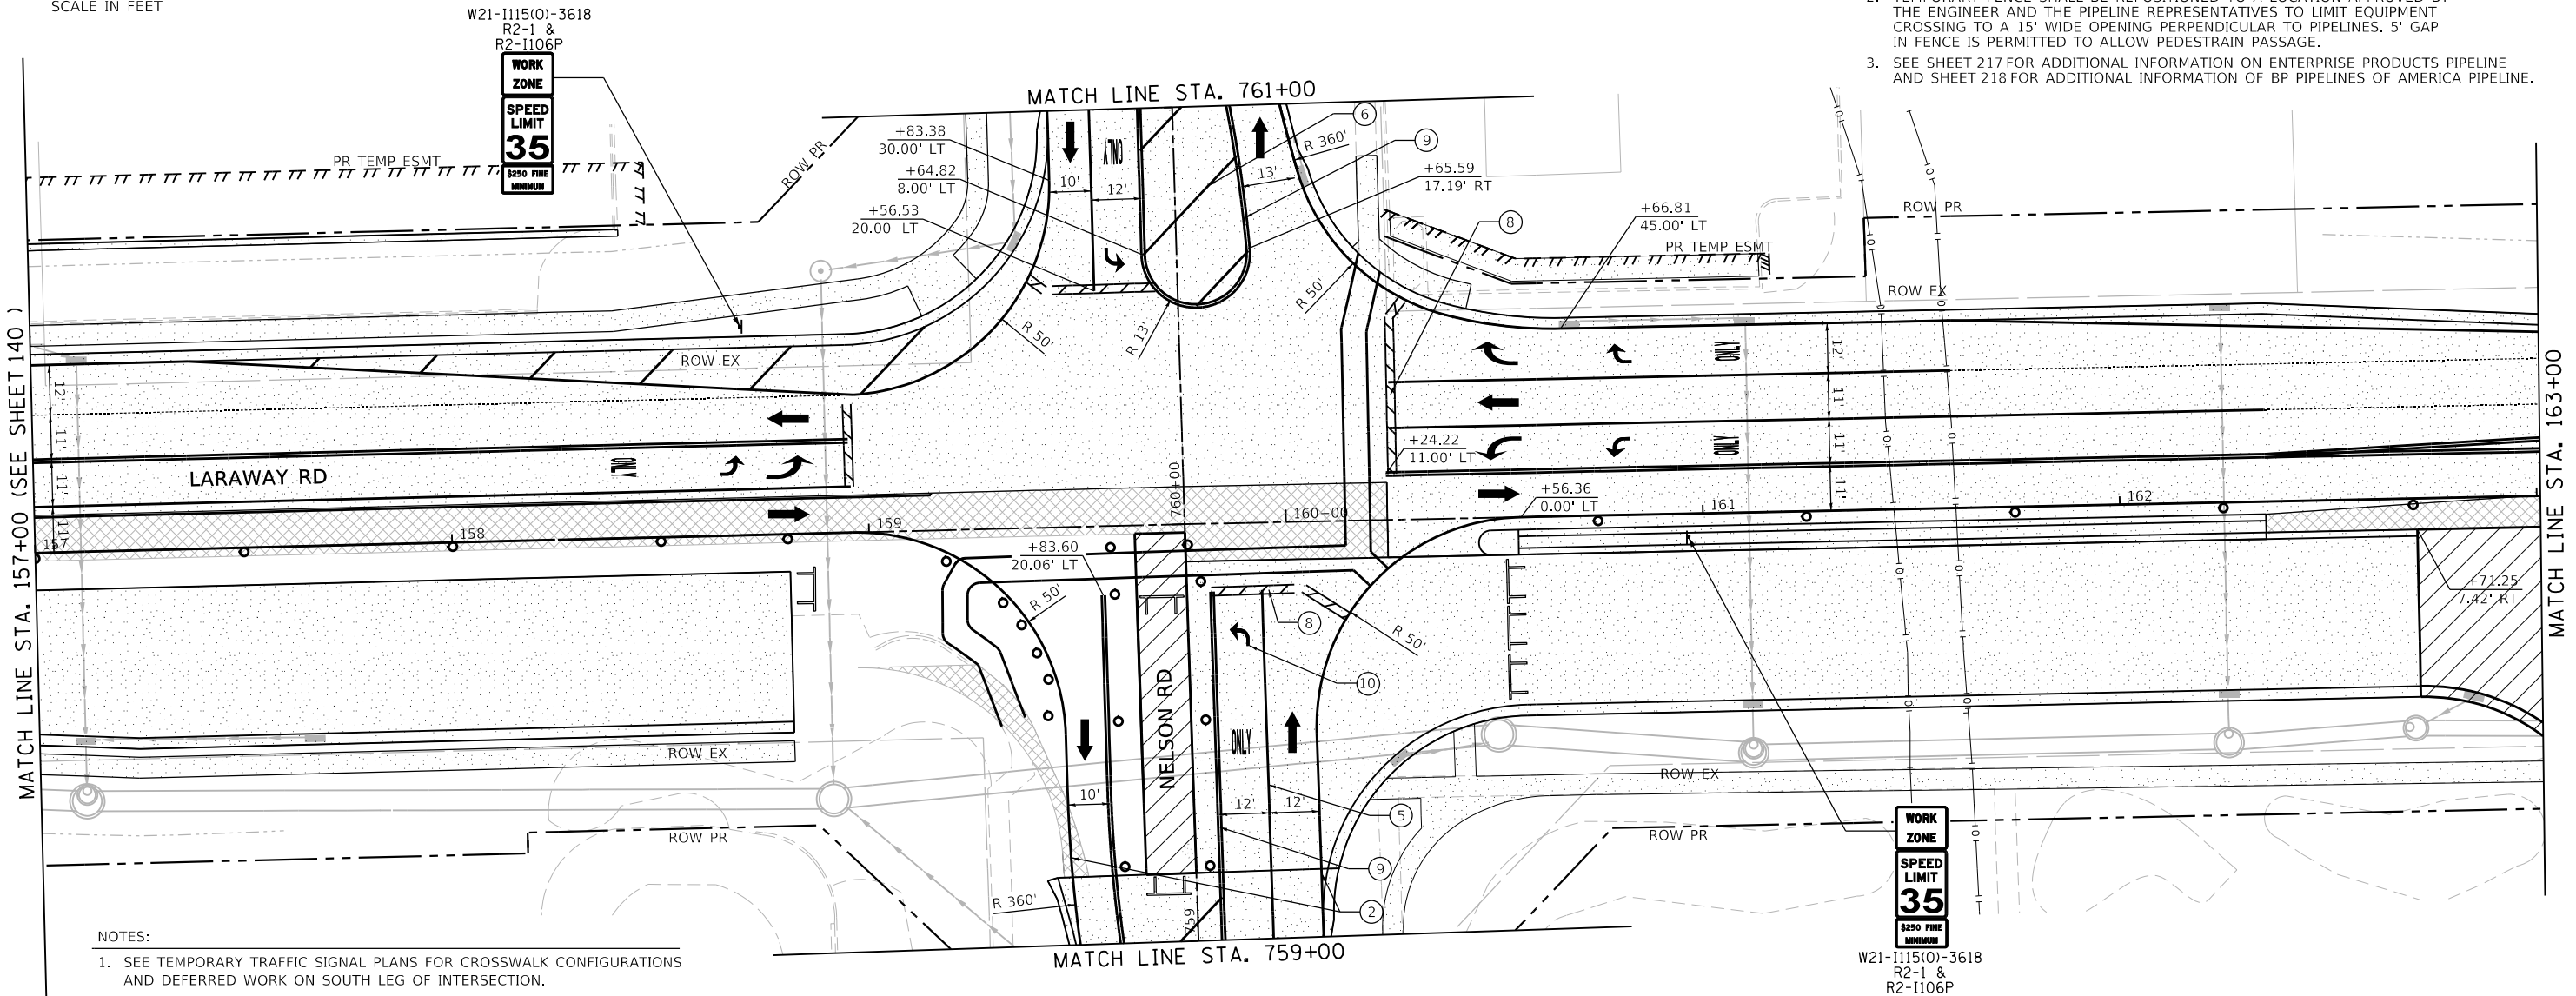 SCALE IN FEET
W21-I115(O)-3618
R2-1 &
R2-I106P
WORK
ZONE
SPEED
LIMIT
35
$250 FINE
MINIMUM
THE ENGINEER AND THE PIPELINE REPRESENTATIVES TO LIMIT EQUIPMENT
CROSSING TO A 15' WIDE OPENING PERPENDICULAR TO PIPELINES. 5' GAP
IN FENCE IS PERMITTED TO ALLOW PEDESTRAIN PASSAGE.
3. SEE SHEET 217 FOR ADDITIONAL INFORMATION ON ENTERPRISE PRODUCTS PIPELINE
AND SHEET 218 FOR ADDITIONAL INFORMATION OF BP PIPELINES OF AMERICA PIPELINE.
MATCH LINE STA. 761+00
PR TEMP ESMT
ROW PR
+83.38
30.00' LT
+64.82
8.00' LT
+56.53
20.00' LT
10'
12'
ONLY
13'
R 360'
6
9
+65.59
17.19' RT
8
+66.81
45.00' LT
PR TEMP ESMT
ROW PR
ROW EX
R 50'
R 13'
R 50'
ROW EX
MATCH LINE STA. 157+00 (SEE SHEET 140 )
12'
11'
11'
11'
LARAWAY RD
ONLY
ONLY
ONLY
12'
11'
11'
11'
+24.22
11.00' LT
+56.36
0.00' LT
MATCH LINE STA. 163+00
157
158
159
160+00
161
162
760+00
+83.60
20.06' LT
R 50'
8
R 50'
10
+71.25
7.42' RT
NELSON RD
ONLY
10'
12'
12'
5
9
2
R 360'
759
ROW EX
ROW PR
ROW EX
ROW PR
MATCH LINE STA. 759+00
WORK
ZONE
SPEED
LIMIT
35
$250 FINE
MINIMUM
W21-I115(O)-3618
R2-1 &
R2-I106P
NOTES:
1. SEE TEMPORARY TRAFFIC SIGNAL PLANS FOR CROSSWALK CONFIGURATIONS
AND DEFERRED WORK ON SOUTH LEG OF INTERSECTION.